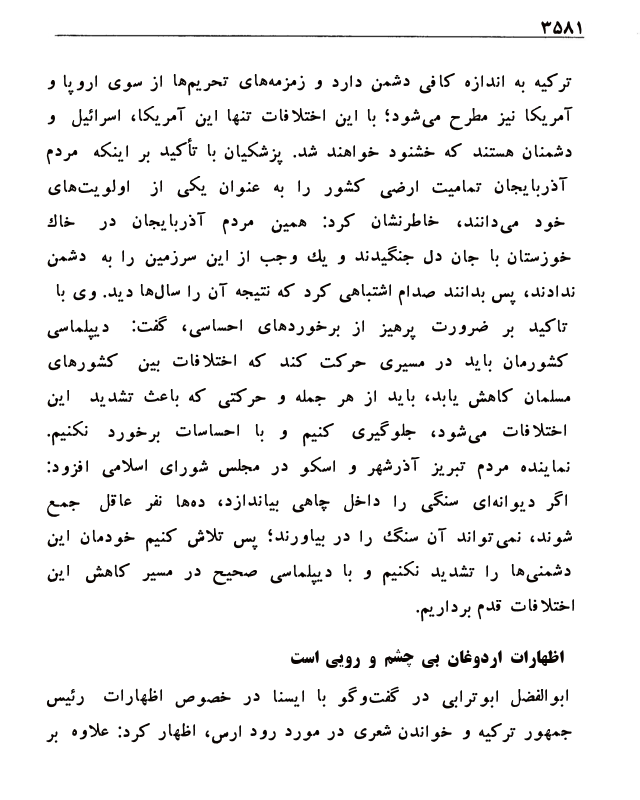 ۳۵۸۱
ترکیه به اندازه کافی دشمن دارد و زمزمه‌های تحریم‌ها از سوی اروپا و
آمریکا نیز مطرح می‌شود؛ با این اختلافات تنها این آمریکا، اسرائیل و
دشمنان هستند که خشنود خواهند شد. پزشکیان با تأکید بر اینکه مردم
آذربایجان تمامیت ارضی کشور را به عنوان یکی از اولویت‌های
خود می‌دانند، خاطرنشان کرد: همین مردم آذربایجان در خاك
خوزستان با جان دل جنگیدند و یك وجب از این سرزمین را به دشمن
ندادند، پس بدانند صدام اشتباهی کرد که نتیجه آن را سال‌ها دید. وی با
تاکید بر ضرورت پرهیز از برخوردهای احساسی، گفت: دیپلماسی
کشورمان باید در مسیری حرکت کند که اختلافات بین کشورهای
مسلمان کاهش یابد، باید از هر جمله و حرکتی که باعث تشدید این
اختلافات می‌شود، جلوگیری کنیم و با احساسات برخورد نکنیم.
نماینده مردم تبریز آذرشهر و اسکو در مجلس شورای اسلامی افزود:
اگر دیوانه‌ای سنگی را داخل چاهی بیاندازد، ده‌ها نفر عاقل جمع
شوند، نمی‌تواند آن سنگ را در بیاورند؛ پس تلاش کنیم خودمان این
دشمنی‌ها را تشدید نکنیم و با دیپلماسی صحیح در مسیر کاهش این
اختلافات قدم برداریم.
اظهارات اردوغان بی چشم و رویی است
ابوالفضل ابوترابی در گفت‌وگو با ایسنا در خصوص اظهارات رئیس
جمهور ترکیه و خواندن شعری در مورد رود ارس، اظهار کرد: علاوه بر